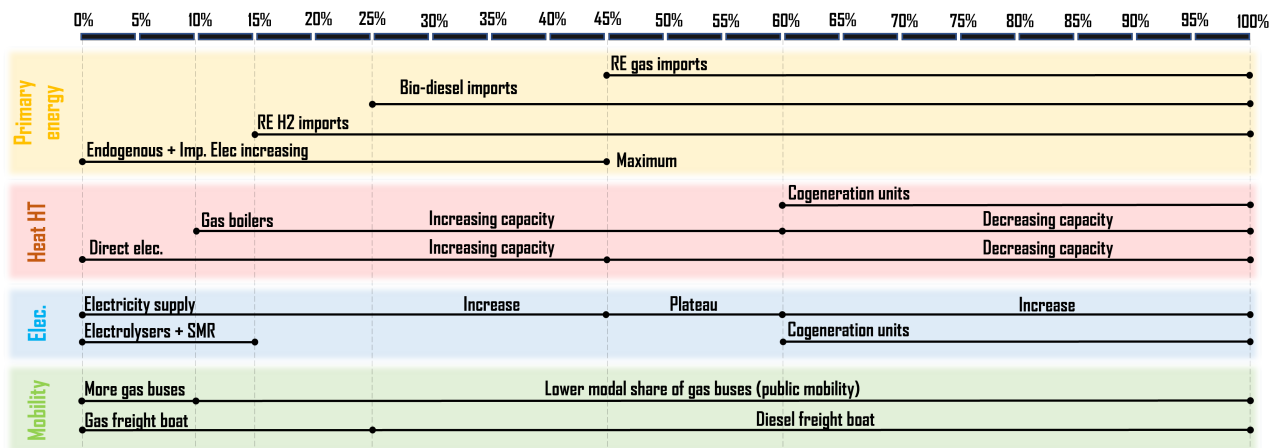 0% 5% 10% 15% 20% 25% 30% 35% 40% 45% 50% 55% 60% 65% 70% 75% 80% 85% 90% 95% 100%
Primary
energy
RE gas imports
Bio-diesel imports
RE H2 imports
Endogenous + Imp. Elec increasing Maximum
Heat HT
Cogeneration units
Gas boilers Increasing capacity Decreasing capacity
Direct elec. Increasing capacity Decreasing capacity
Elec.
Electricity supply Increase Plateau Increase
Electrolysers + SMR Cogeneration units
Mobility
More gas buses Lower modal share of gas buses (public mobility)
Gas freight boat Diesel freight boat